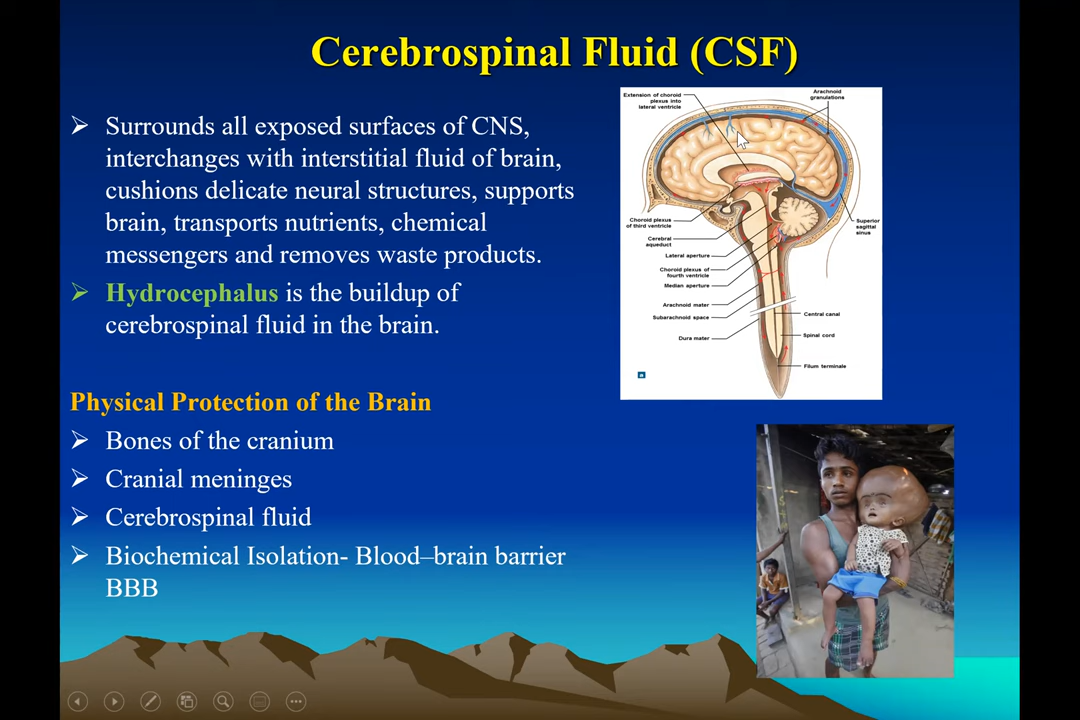 Cerebrospinal Fluid (CSF)
Surrounds all exposed surfaces of CNS,
interchanges with interstitial fluid of brain,
cushions delicate neural structures, supports
brain, transports nutrients, chemical
messengers and removes waste products.
Hydrocephalus is the buildup of
cerebrospinal fluid in the brain.
Physical Protection of the Brain
Bones of the cranium
Cranial meninges
Cerebrospinal fluid
Biochemical Isolation- Blood–brain barrier
BBB
Extension of choroid
plexus into
lateral ventricle
Arachnoid
granulations
Choroid plexus
of third ventricle
Cerebral
aqueduct
Lateral aperture
Choroid plexus of
fourth ventricle
Median aperture
Arachnoid mater
Subarachnoid space
Dura mater
Superior
sagittal
sinus
Central canal
Spinal cord
Filum terminale